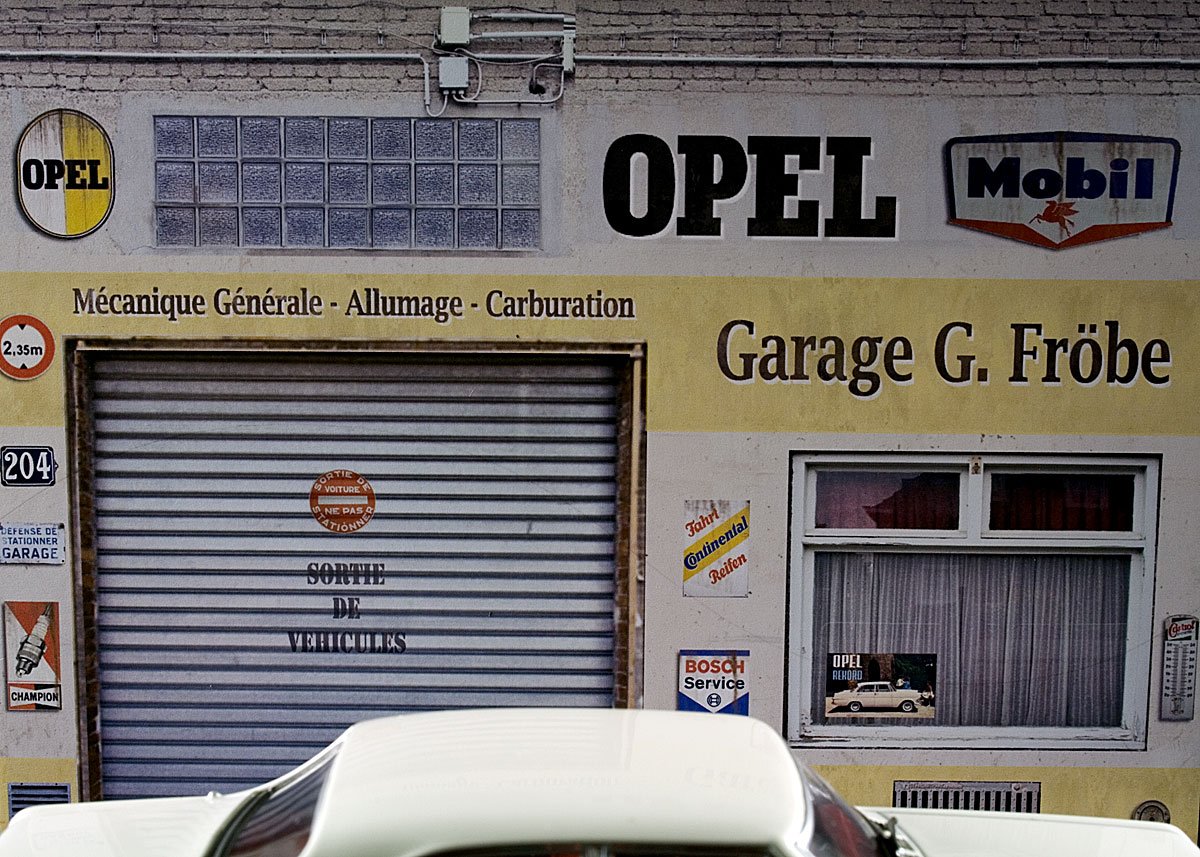 OPEL
OPEL
Mobil
Mécanique Générale - Allumage - Carburation
2,35m
Garage G. Fröbe
204
SORTIE DE
VOITURE
NE PAS
STATIONNER
DEFENSE DE
STATIONNER
GARAGE
Fahrt
Continental
Reifen
SORTIE
DE
VEHICULES
CHAMPION
BOSCH
Service
OPEL
REKORD
Castrol